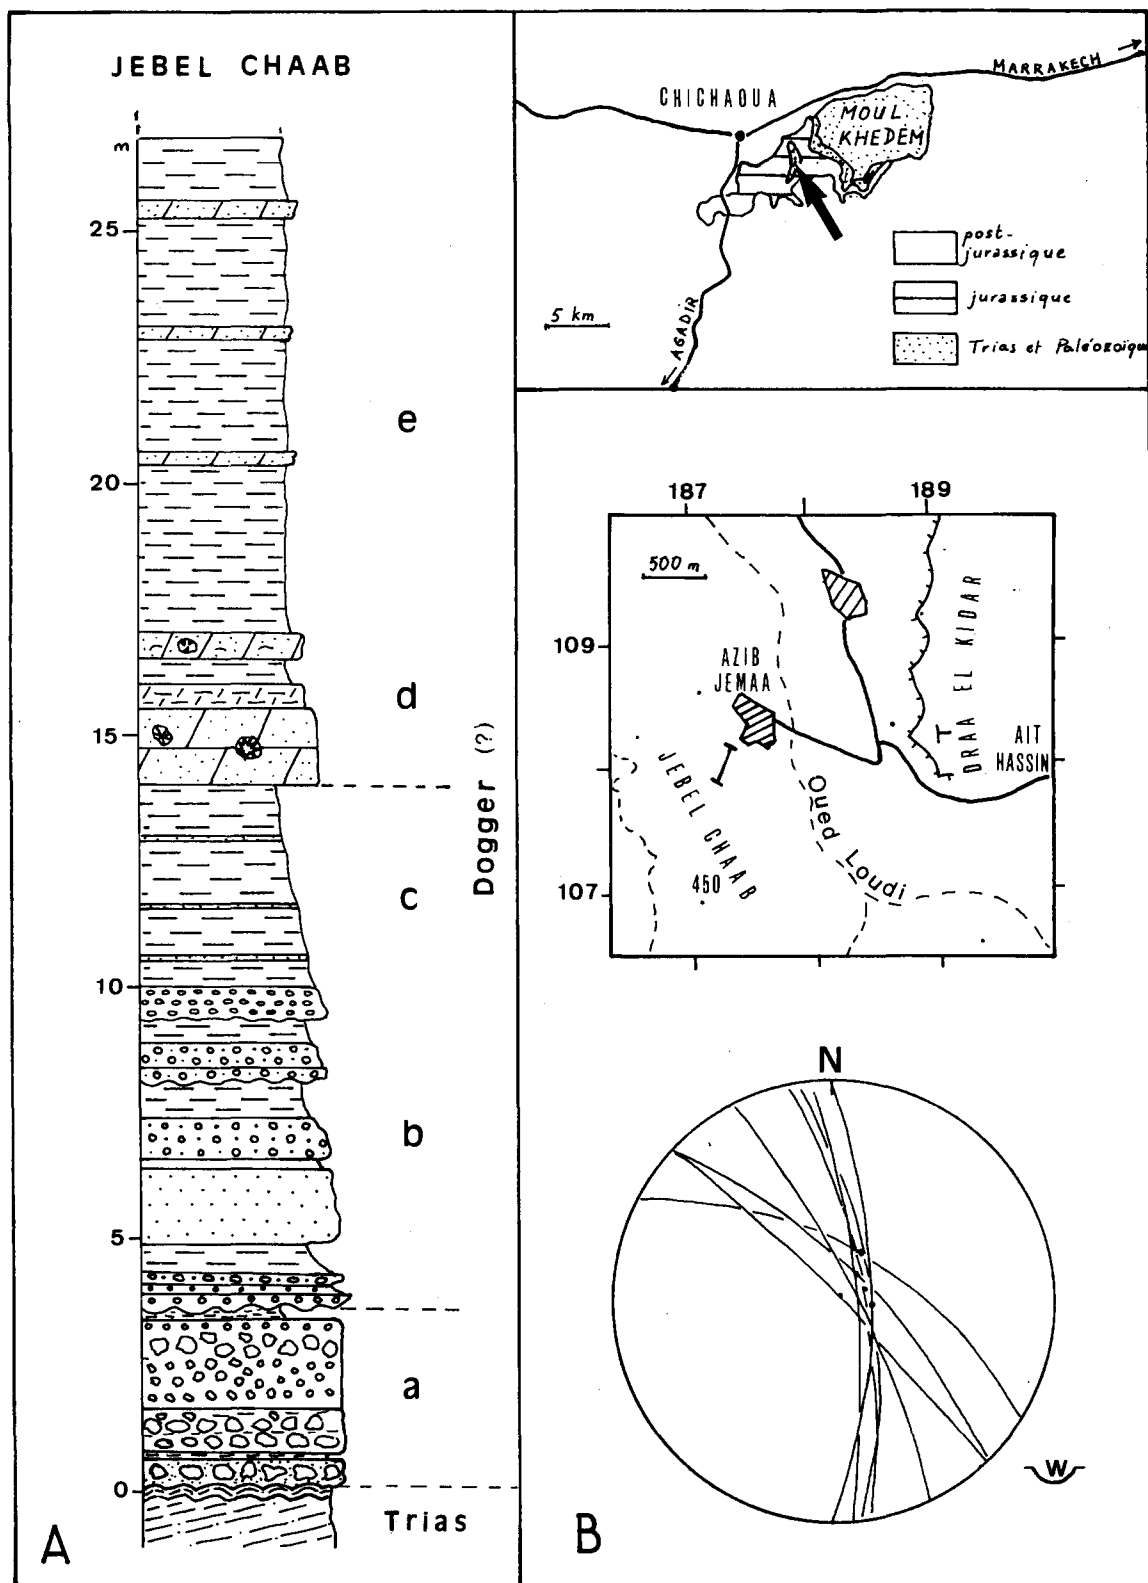 JEBEL CHAAB
m
25
20
15
10
5
0
e
d
c
b
a
Dogger (?)
Trias
A
MARRAKECH
CHICHAOUA
MOUL
KHEDEM
AGADIR
5 km
post-
jurassique
jurassique
Trias et Paléozoïque
187
189
500 m
109
107
AZIB
JEMAA
DRAA EL KIDAR
AIT
HASSIN
JEBEL CHAAB
450
Oued Loudi
N
W
B